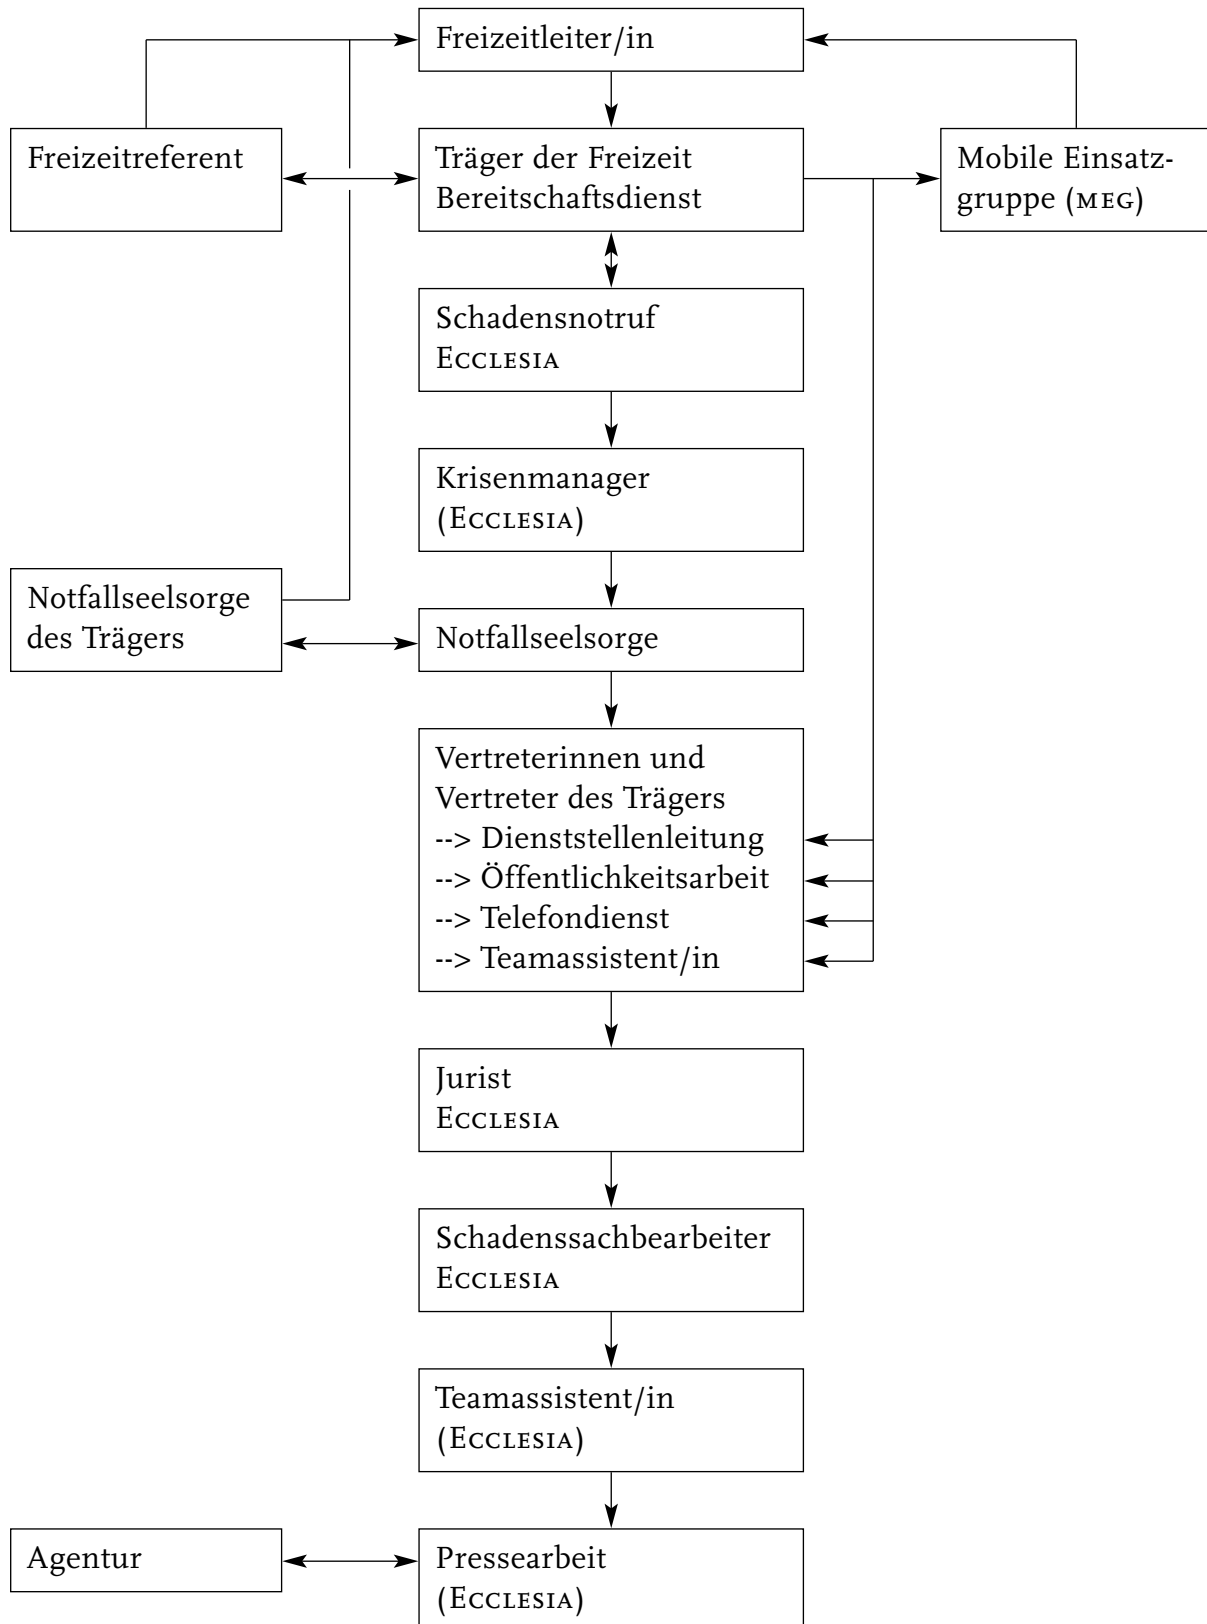 Freizeitleiter/in
Freizeitreferent
Träger der Freizeit
Bereitschaftsdienst
Mobile Einsatz-
gruppe (MEG)
Schadensnotruf
ECCLESIA
Krisenmanager
(ECCLESIA)
Notfallseelsorge
des Trägers
Notfallseelsorge
Vertreterinnen und
Vertreter des Trägers
--> Dienststellenleitung
--> Öffentlichkeitsarbeit
--> Telefondienst
--> Teamassistent/in
Jurist
ECCLESIA
Schadenssachbearbeiter
ECCLESIA
Teamassistent/in
(ECCLESIA)
Agentur
Pressearbeit
(ECCLESIA)